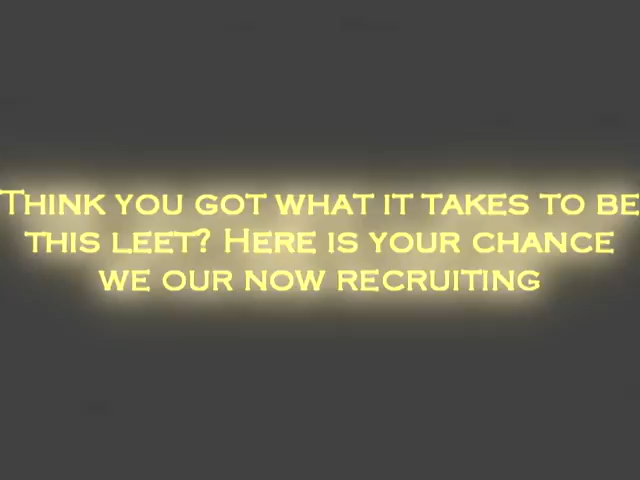 Think you got what it takes to be
this leet? Here is your chance
we our now recruiting